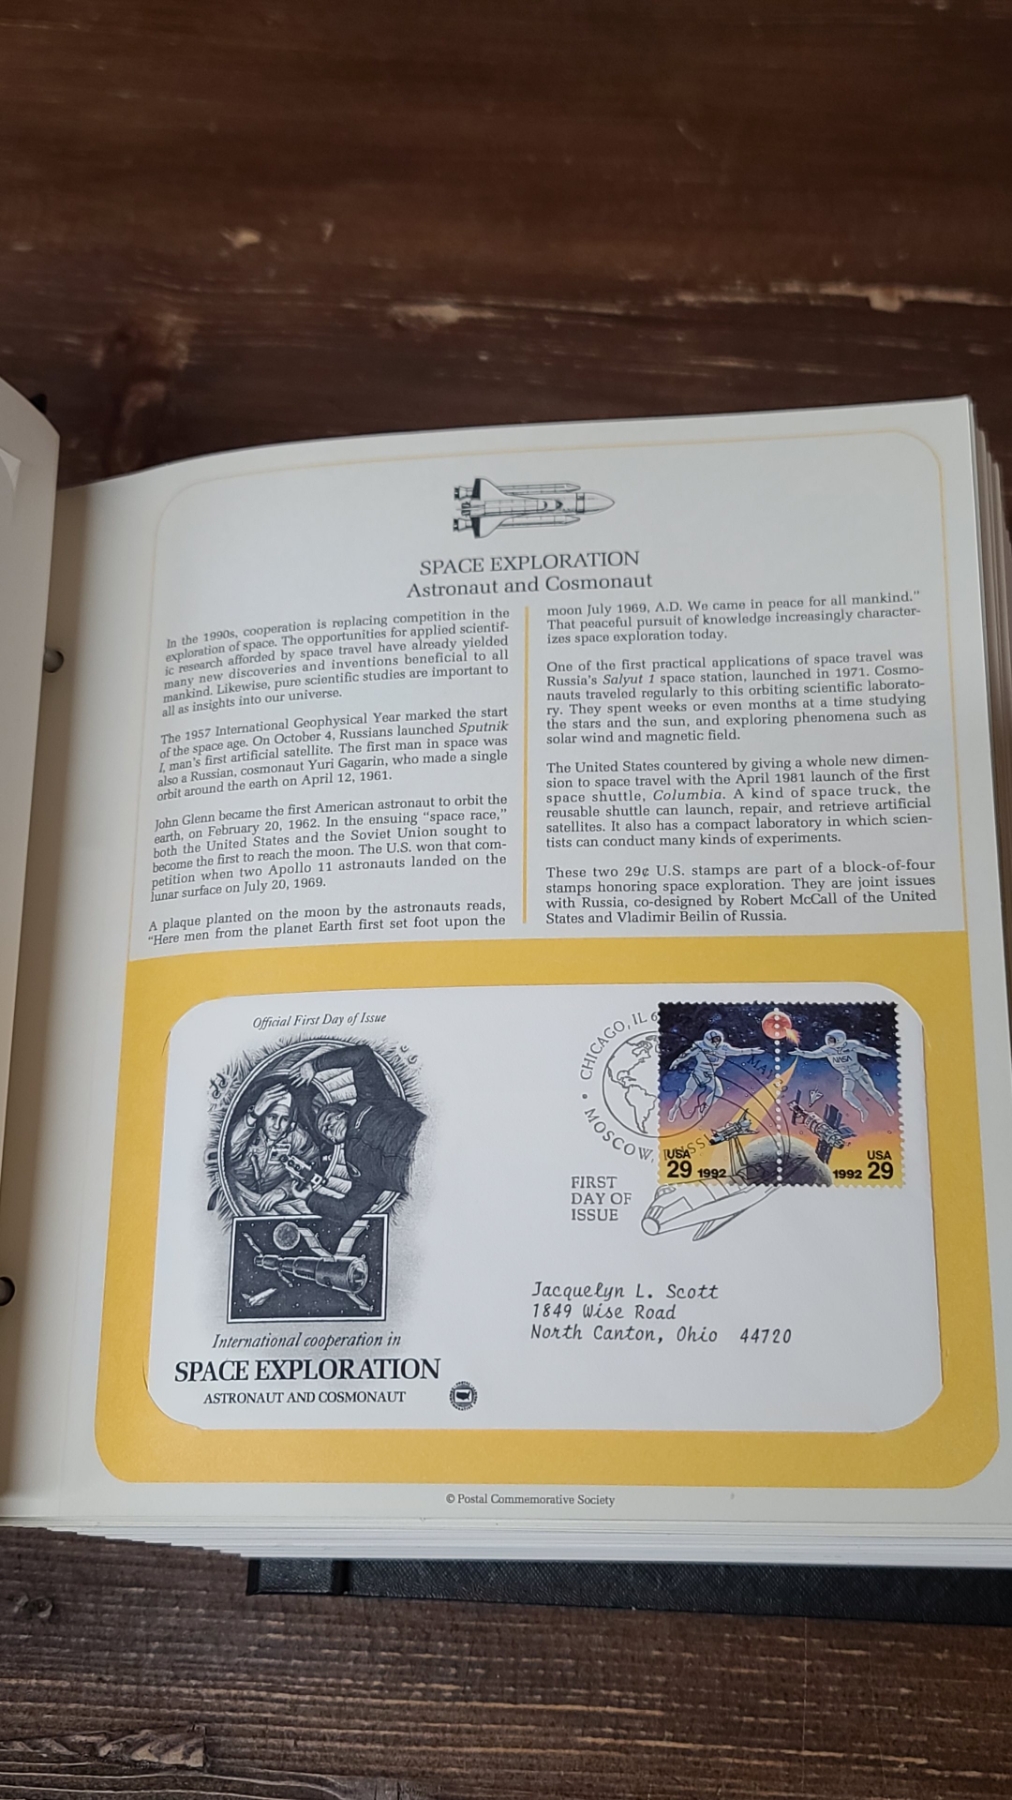 SPACE EXPLORATION
Astronaut and Cosmonaut
In the 1990s, cooperation is replacing competition in the
exploration of space. The opportunities for applied scientif-
ic research afforded by space travel have already yielded
many new discoveries and inventions beneficial to all
mankind. Likewise, pure scientific studies are important to
all as insights into our universe.
The 1957 International Geophysical Year marked the start
of the space age. On October 4, Russians launched Sputnik
I, man's first artificial satellite. The first man in space was
also a Russian, cosmonaut Yuri Gagarin, who made a single
orbit around the earth on April 12, 1961.
John Glenn became the first American astronaut to orbit the
earth, on February 20, 1962. In the ensuing "space race,"
both the United States and the Soviet Union sought to
become the first to reach the moon. The U.S. won that com-
petition when two Apollo 11 astronauts landed on the
lunar surface on July 20, 1969.
A plaque planted on the moon by the astronauts reads,
"Here men from the planet Earth first set foot upon the
moon July 1969, A.D. We came in peace for all mankind."
That peaceful pursuit of knowledge increasingly character-
izes space exploration today.
One of the first practical applications of space travel was
Russia's Salyut 1 space station, launched in 1971. Cosmo-
nauts traveled regularly to this orbiting scientific laborato-
ry. They spent weeks or even months at a time studying
the stars and the sun, and exploring phenomena such as
solar wind and magnetic field.
The United States countered by giving a whole new dimen-
sion to space travel with the April 1981 launch of the first
space shuttle, Columbia. A kind of space truck, the
reusable shuttle can launch, repair, and retrieve artificial
satellites. It also has a compact laboratory in which scien-
tists can conduct many kinds of experiments.
These two 29¢ U.S. stamps are part of a block-of-four
stamps honoring space exploration. They are joint issues
with Russia, co-designed by Robert McCall of the United
States and Vladimir Beilin of Russia.
Official First Day of Issue
International cooperation in
SPACE EXPLORATION
ASTRONAUT AND COSMONAUT
CHICAGO, IL 6
• MOSCOW,
FIRST
DAY OF
ISSUE
NASA
USA
29 1992
USA
1992 29
Jacquelyn L. Scott
1849 Wise Road
North Canton, Ohio 44720
© Postal Commemorative Society